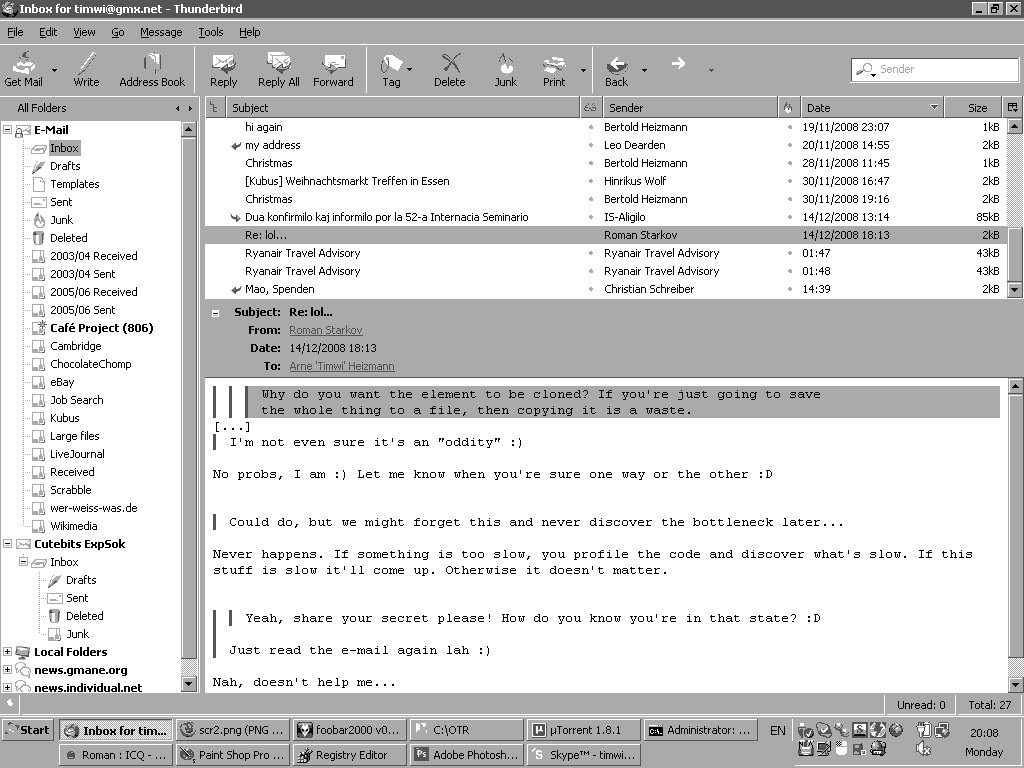 Inbox for timwi@gmx.net - Thunderbird
File Edit View Go Message Tools Help
Get Mail Write Address Book Reply Reply All Forward Tag Delete Junk Print Back Sender
All Folders
E-Mail
Inbox
Drafts
Templates
Sent
Junk
Deleted
2003/04 Received
2003/04 Sent
2005/06 Received
2005/06 Sent
Café Project (806)
Cambridge
ChocolateChomp
eBay
Job Search
Kubus
Large files
LiveJournal
Received
Scrabble
wer-weiss-was.de
Wikimedia
Cutebits ExpSok
Inbox
Drafts
Sent
Deleted
Junk
Local Folders
news.gmane.org
news.individual.net
Subject Sender Date Size
hi again Bertold Heizmann 19/11/2008 23:07 1kB
my address Leo Dearden 20/11/2008 14:55 2kB
Christmas Bertold Heizmann 28/11/2008 11:45 1kB
[Kubus] Weihnachtsmarkt Treffen in Essen Hinrikus Wolf 30/11/2008 16:47 2kB
Christmas Bertold Heizmann 30/11/2008 19:16 2kB
Dua konfirmilo kaj informilo por la 52-a Internacia Seminario IS-Aligilo 14/12/2008 13:14 85kB
Re: lol... Roman Starkov 14/12/2008 18:13 2kB
Ryanair Travel Advisory Ryanair Travel Advisory 01:47 43kB
Ryanair Travel Advisory Ryanair Travel Advisory 01:48 43kB
Mao, Spenden Christian Schreiber 14:39 2kB
Subject: Re: lol...
From: Roman Starkov
Date: 14/12/2008 18:13
To: Arne 'Timwi' Heizmann
Why do you want the element to be cloned? If you're just going to save
the whole thing to a file, then copying it is a waste.
[...]
I'm not even sure it's an "oddity" :)
No probs, I am :) Let me know when you're sure one way or the other :D
Could do, but we might forget this and never discover the bottleneck later...
Never happens. If something is too slow, you profile the code and discover what's slow. If this
stuff is slow it'll come up. Otherwise it doesn't matter.
Yeah, share your secret please! How do you know you're in that state? :D
Just read the e-mail again lah :)
Nah, doesn't help me...
Unread: 0 Total: 27
Start Inbox for tim... scr2.png (PNG ... foobar2000 v0... C:\OTR µTorrent 1.8.1 Administrator: ... EN 20:08
Roman : ICQ - ... Paint Shop Pro ... Registry Editor Adobe Photosh... Skype™ - timwi... Monday